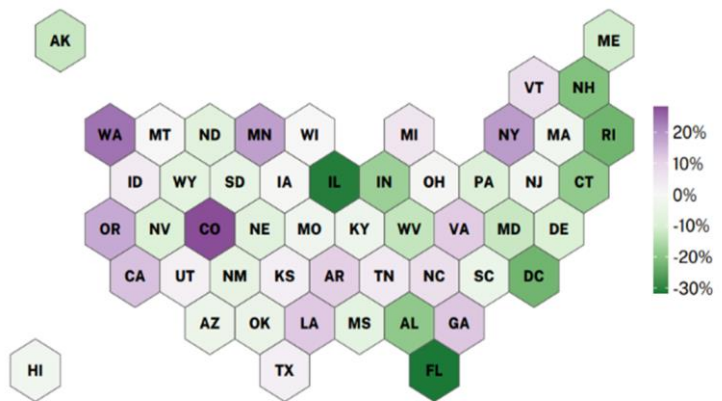 AK ME
VT NH
WA MT ND MN WI MI NY MA RI
20%
10%
ID WY SD IA IL IN OH PA NJ CT
0%
OR NV CO NE MO KY WV VA MD DE
-10%
-20%
CA UT NM KS AR TN NC SC DC
-30%
AZ OK LA MS AL GA
HI TX FL